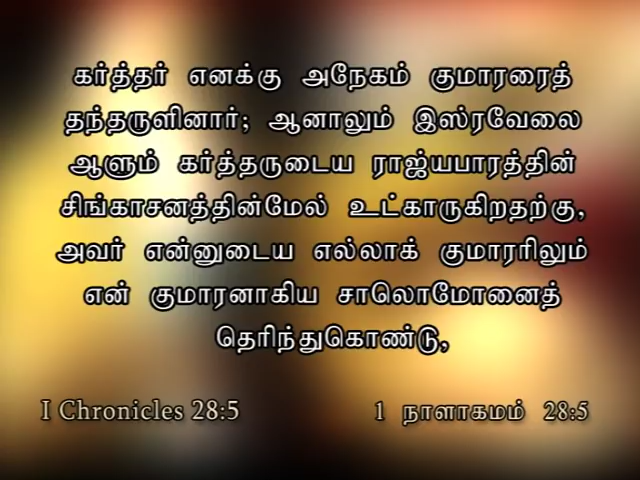 கர்த்தர் எனக்கு அநேகம் குமாரரைத்
தந்தருளினார்; ஆனாலும் இஸ்ரவேலை
ஆளும் கர்த்தருடைய ராஜ்யபாரத்தின்
சிங்காசனத்தின்மேல் உட்காருகிறதற்கு,
அவர் என்னுடைய எல்லாக் குமாரரிலும்
என் குமாரனாகிய சாலொமோனைத்
தெரிந்துகொண்டு,
I Chronicles 28:5
1 நாளாகமம் 28:5